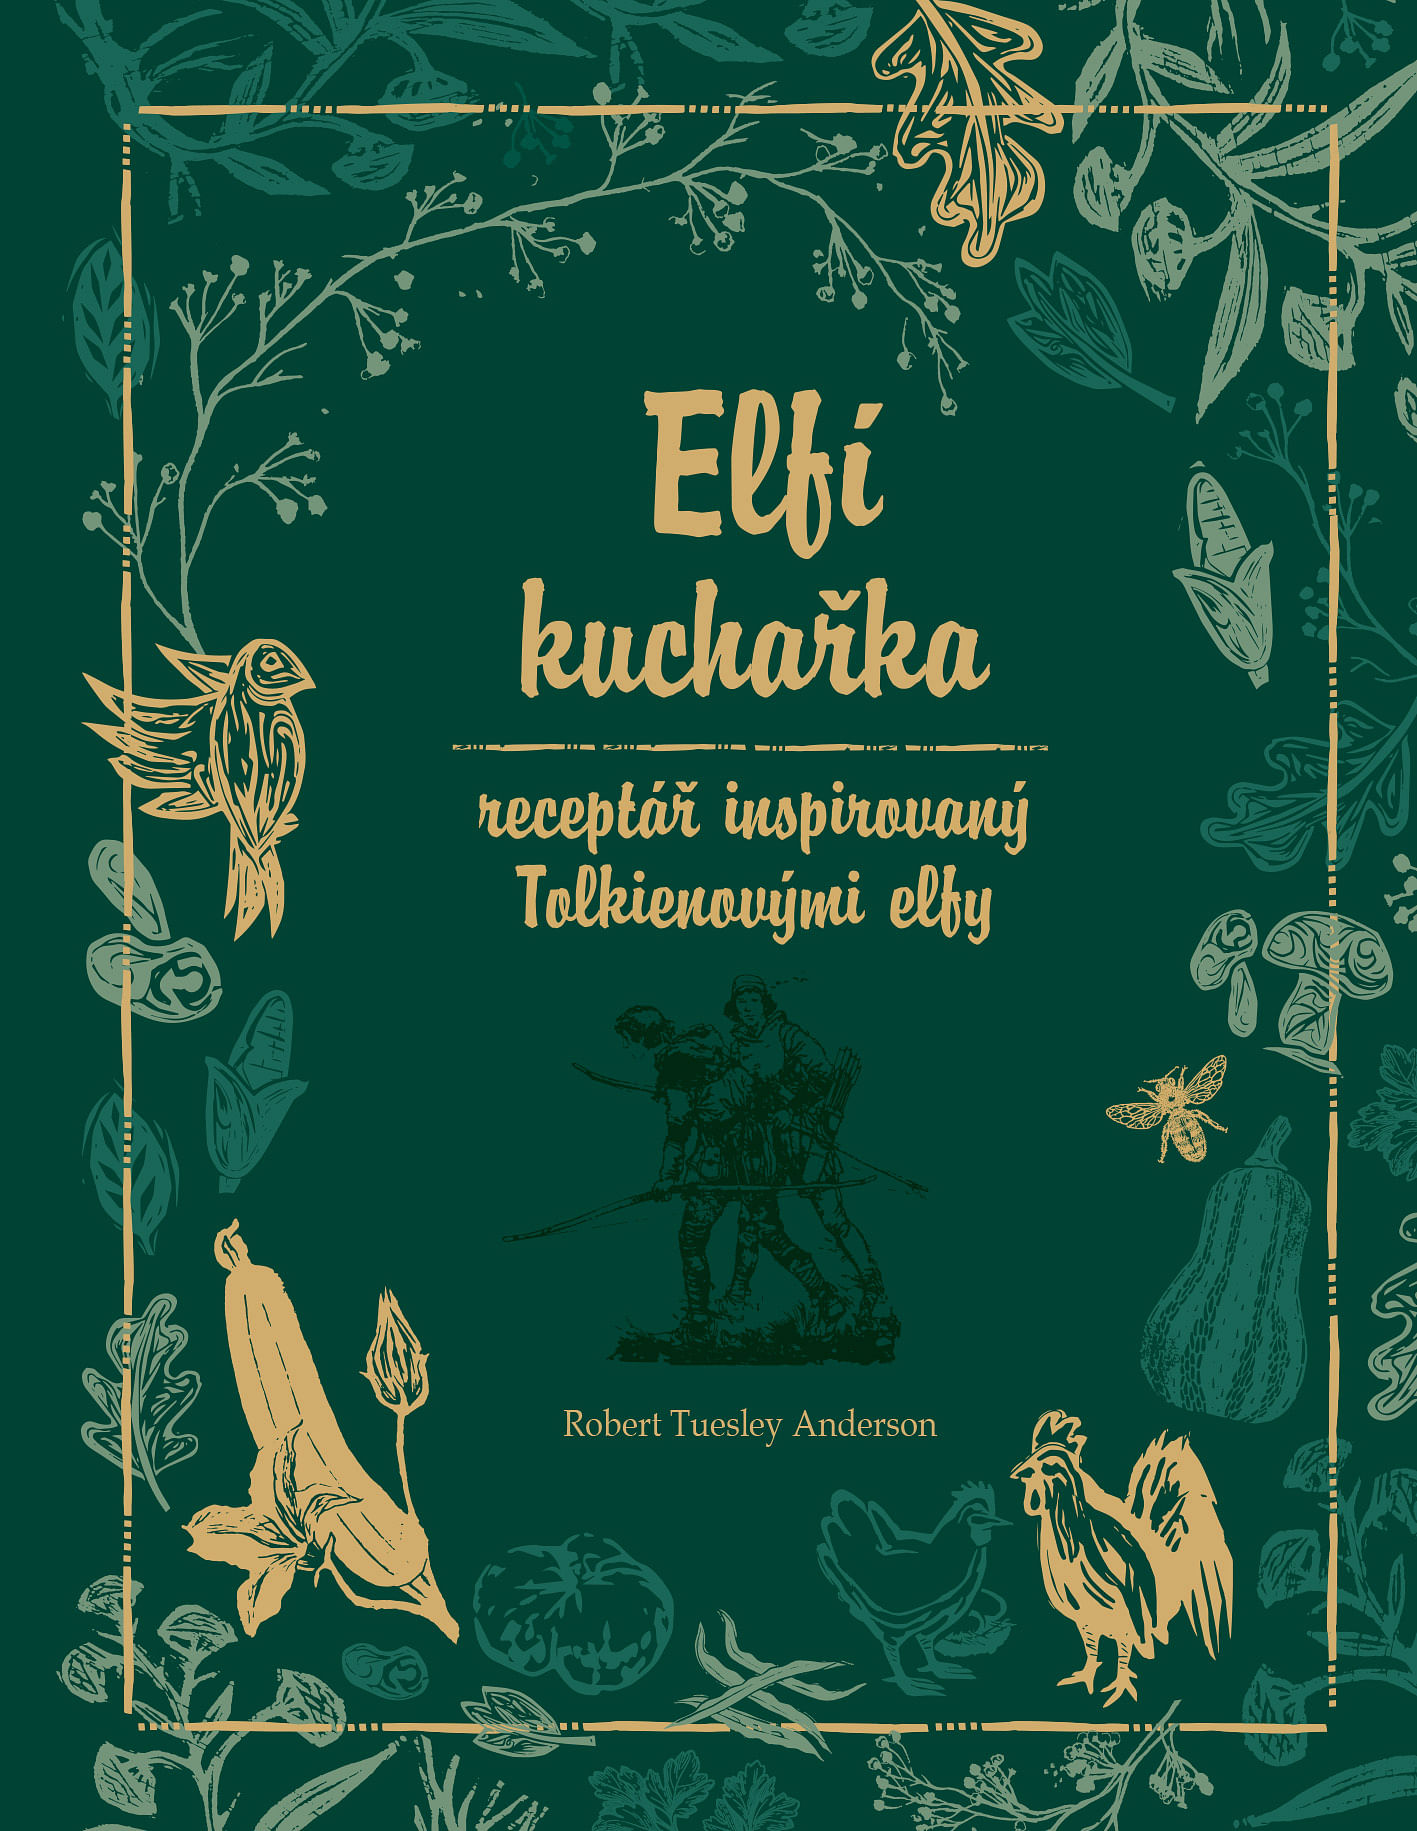 Elfí
kuchařka
receptář inspirovaný
Tolkienovými elfy
Robert Tuesley Anderson